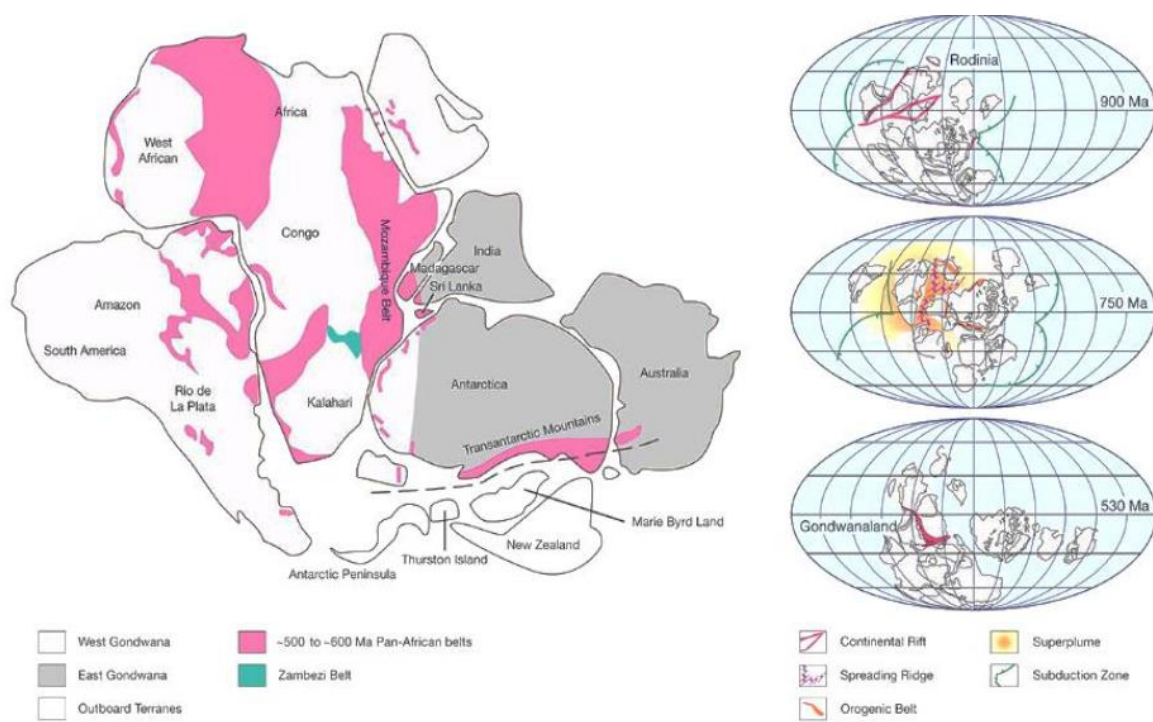 Africa
West
African
Congo
Mozambique Belt
India
Madagascar
Sri Lanka
Amazon
South America
Rio de
La Plata
Kalahari
Antarctica
Australia
Transantarctic Mountains
Marie Byrd Land
New Zealand
Thurston Island
Antarctic Peninsula
West Gondwana
East Gondwana
Outboard Terranes
~500 to ~600 Ma Pan-African belts
Zambezi Belt
Rodinia
900 Ma
750 Ma
530 Ma
Gondwanaland
Continental Rift
Spreading Ridge
Orogenic Belt
Superplume
Subduction Zone